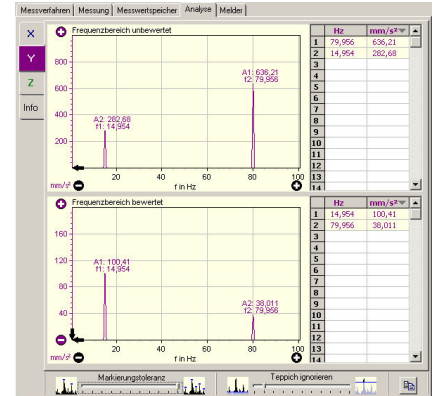 Messverfahren Messung Messwertspeicher Analyse Melder
X
Y
Z
Info
Frequenzbereich unbewertet
800
600
400
200
mm/s²
20 40 60 80 100
f in Hz
A2: 282,68
f1: 14,954
A1: 636,21
f2: 79,956
Hz mm/s²
1 79,956 636,21
2 14,954 282,68
3
4
5
6
7
8
9
10
11
12
13
14
Frequenzbereich bewertet
160
120
80
40
mm/s²
20 40 60 80 100
f in Hz
A1: 100,41
f1: 14,954
A2: 38,011
f2: 79,956
Hz mm/s²
1 14,954 100,41
2 79,956 38,011
3
4
5
6
7
8
9
10
11
12
13
14
Markierungstoleranz
Teppich ignorieren